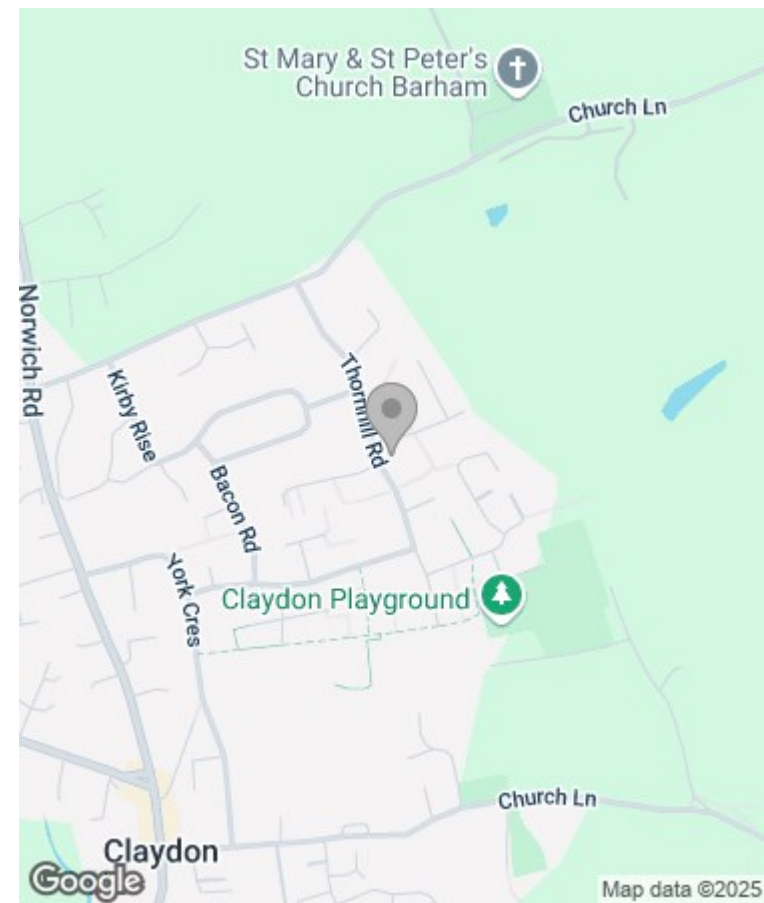 St Mary & St Peter's
Church Barham
Church Ln
Norwich Rd
Kirby Rise
Thornhill Rd
Bacon Rd
York Cres
Claydon Playground
Church Ln
Claydon
Google
Map data ©2025